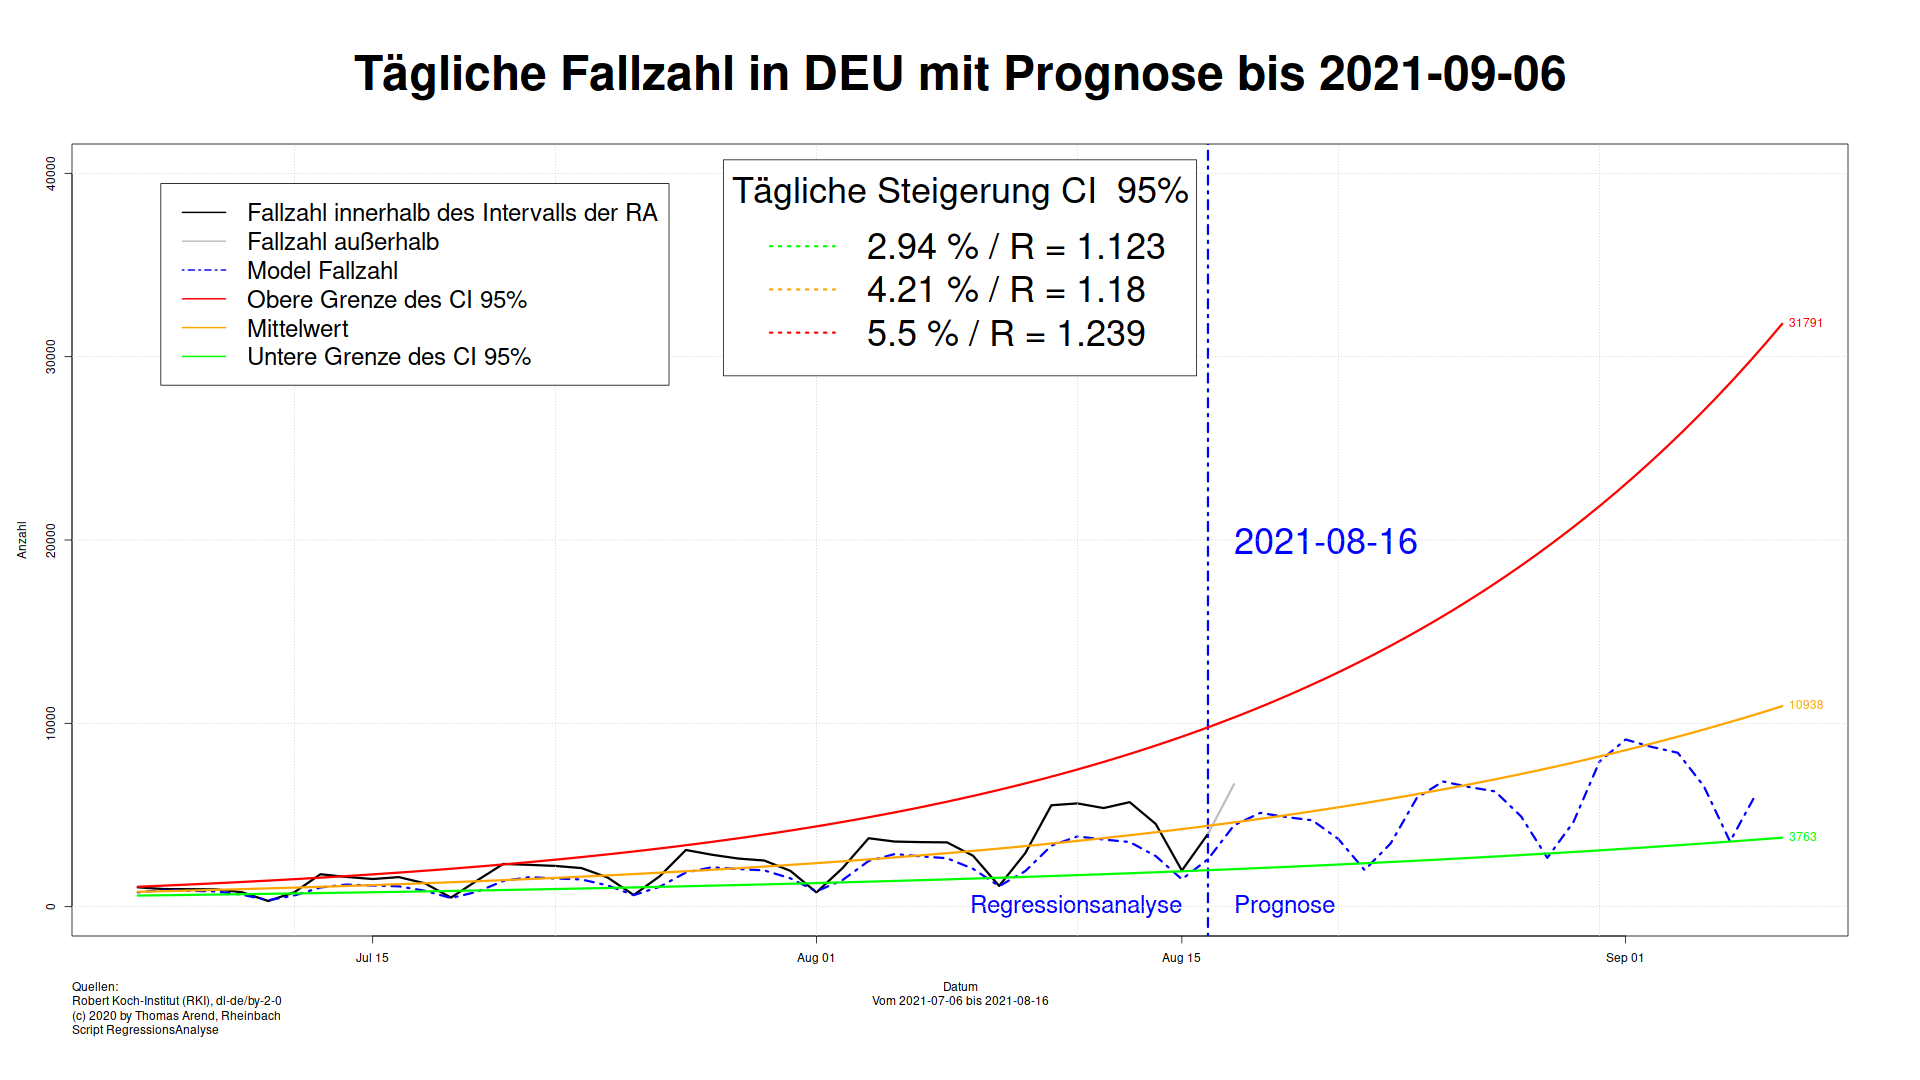 Tägliche Fallzahl in DEU mit Prognose bis 2021-09-06
Fallzahl innerhalb des Intervalls der RA
Fallzahl außerhalb
Model Fallzahl
Obere Grenze des CI 95%
Mittelwert
Untere Grenze des CI 95%
Tägliche Steigerung CI  95%
2.94 % / R = 1.123
4.21 % / R = 1.18
5.5 % / R = 1.239
40000
30000
20000
10000
0
Anzahl
31791
10938
3763
2021-08-16
Regressionsanalyse
Prognose
Jul 15
Aug 01
Aug 15
Sep 01
Datum
Vom 2021-07-06 bis 2021-08-16
Quellen:
Robert Koch-Institut (RKI), dl-de/by-2-0
(c) 2020 by Thomas Arend, Rheinbach
Script RegressionsAnalyse